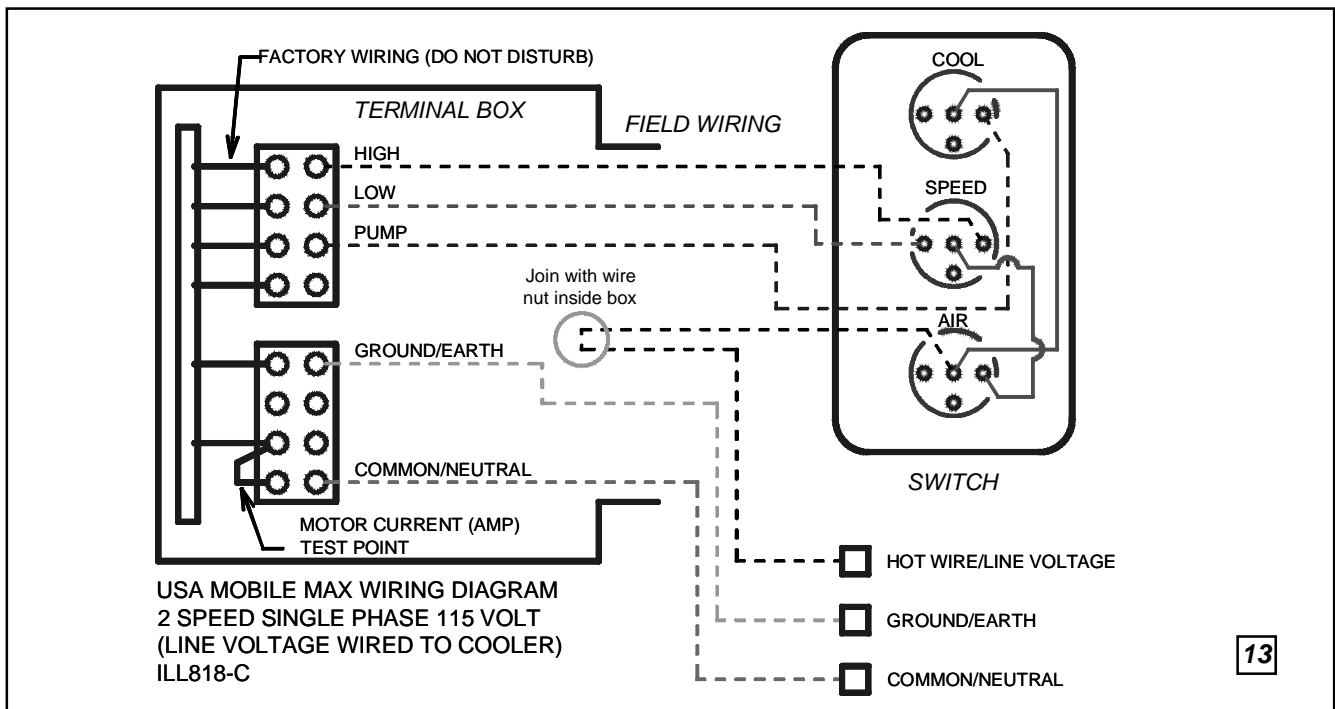 FACTORY WIRING (DO NOT DISTURB)
TERMINAL BOX
FIELD WIRING
HIGH
LOW
PUMP
Join with wire
nut inside box
GROUND/EARTH
COMMON/NEUTRAL
MOTOR CURRENT (AMP)
TEST POINT
COOL
SPEED
AIR
SWITCH
HOT WIRE/LINE VOLTAGE
GROUND/EARTH
COMMON/NEUTRAL
USA MOBILE MAX WIRING DIAGRAM
2 SPEED SINGLE PHASE 115 VOLT
(LINE VOLTAGE WIRED TO COOLER)
ILL818-C
13